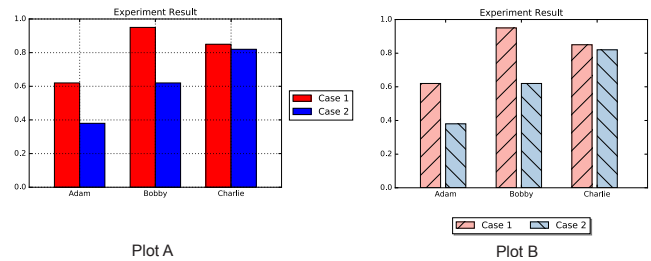 Experiment Result
1.0
0.8
0.6
0.4
0.2
0.0
Adam Bobby Charlie
Case 1
Case 2
Plot A
Experiment Result
1.0
0.8
0.6
0.4
0.2
0.0
Adam Bobby Charlie
Case 1 Case 2
Plot B